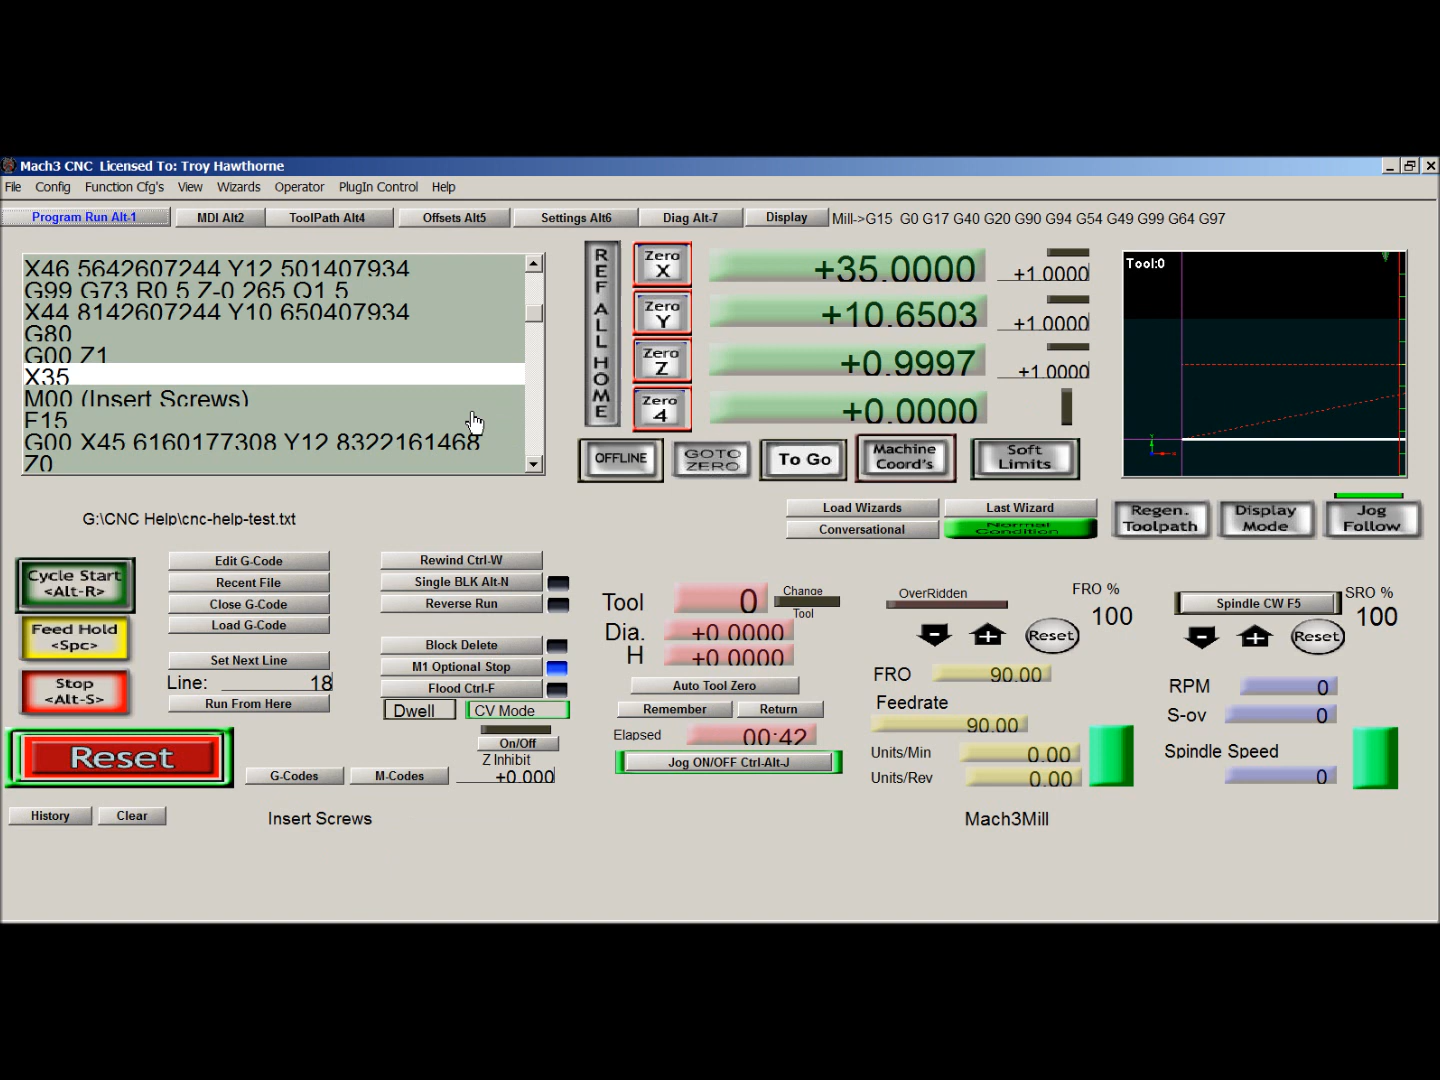 Mach3 CNC Licensed To: Troy Hawthorne
File Config Function Cfg's View Wizards Operator PlugIn Control Help
Program Run Alt-1 MDI Alt2 ToolPath Alt4 Offsets Alt5 Settings Alt6 Diag Alt-7 Display Mill->G15 G0 G17 G40 G20 G90 G94 G54 G49 G99 G64 G97
X46 5642607244 Y12 501407934
G99 G73 R0 5 Z-0 265 Q1 5
X44 8142607244 Y10 650407934
G80
G00 Z1
X35
M00 (Insert Screws)
F15
G00 X45 6160177308 Y12 8322161468
Z0
REF ALL HOME
Zero X +35.0000 +1.0000
Zero Y +10.6503 +1.0000
Zero Z +0.9997 +1.0000
Zero 4 +0.0000
OFFLINE GOTO ZERO To Go Machine Coord's Soft Limits
Tool:0
G:\CNC Help\cnc-help-test.txt
Load Wizards Last Wizard
Conversational Normal Condition
Regen. Toolpath Display Mode Jog Follow
Cycle Start <Alt-R>
Feed Hold <Spc>
Stop <Alt-S>
Reset
Edit G-Code
Recent File
Close G-Code
Load G-Code
Set Next Line
Line: 18
Run From Here
Rewind Ctrl-W
Single BLK Alt-N
Reverse Run
Block Delete
M1 Optional Stop
Flood Ctrl-F
Dwell CV Mode
On/Off
Z Inhibit
+0.000
G-Codes M-Codes
Tool 0 Change Tool
Dia. +0.0000
H +0.0000
Auto Tool Zero
Remember Return
Elapsed 00:42
Jog ON/OFF Ctrl-Alt-J
OverRidden FRO %
100
Reset
FRO 90.00
Feedrate
90.00
Units/Min 0.00
Units/Rev 0.00
Spindle CW F5 SRO %
100
Reset
RPM 0
S-ov 0
Spindle Speed
0
History Clear Insert Screws Mach3Mill